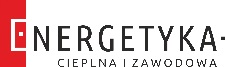 ENERGETYKA
CIEPLNA I ZAWODOWA